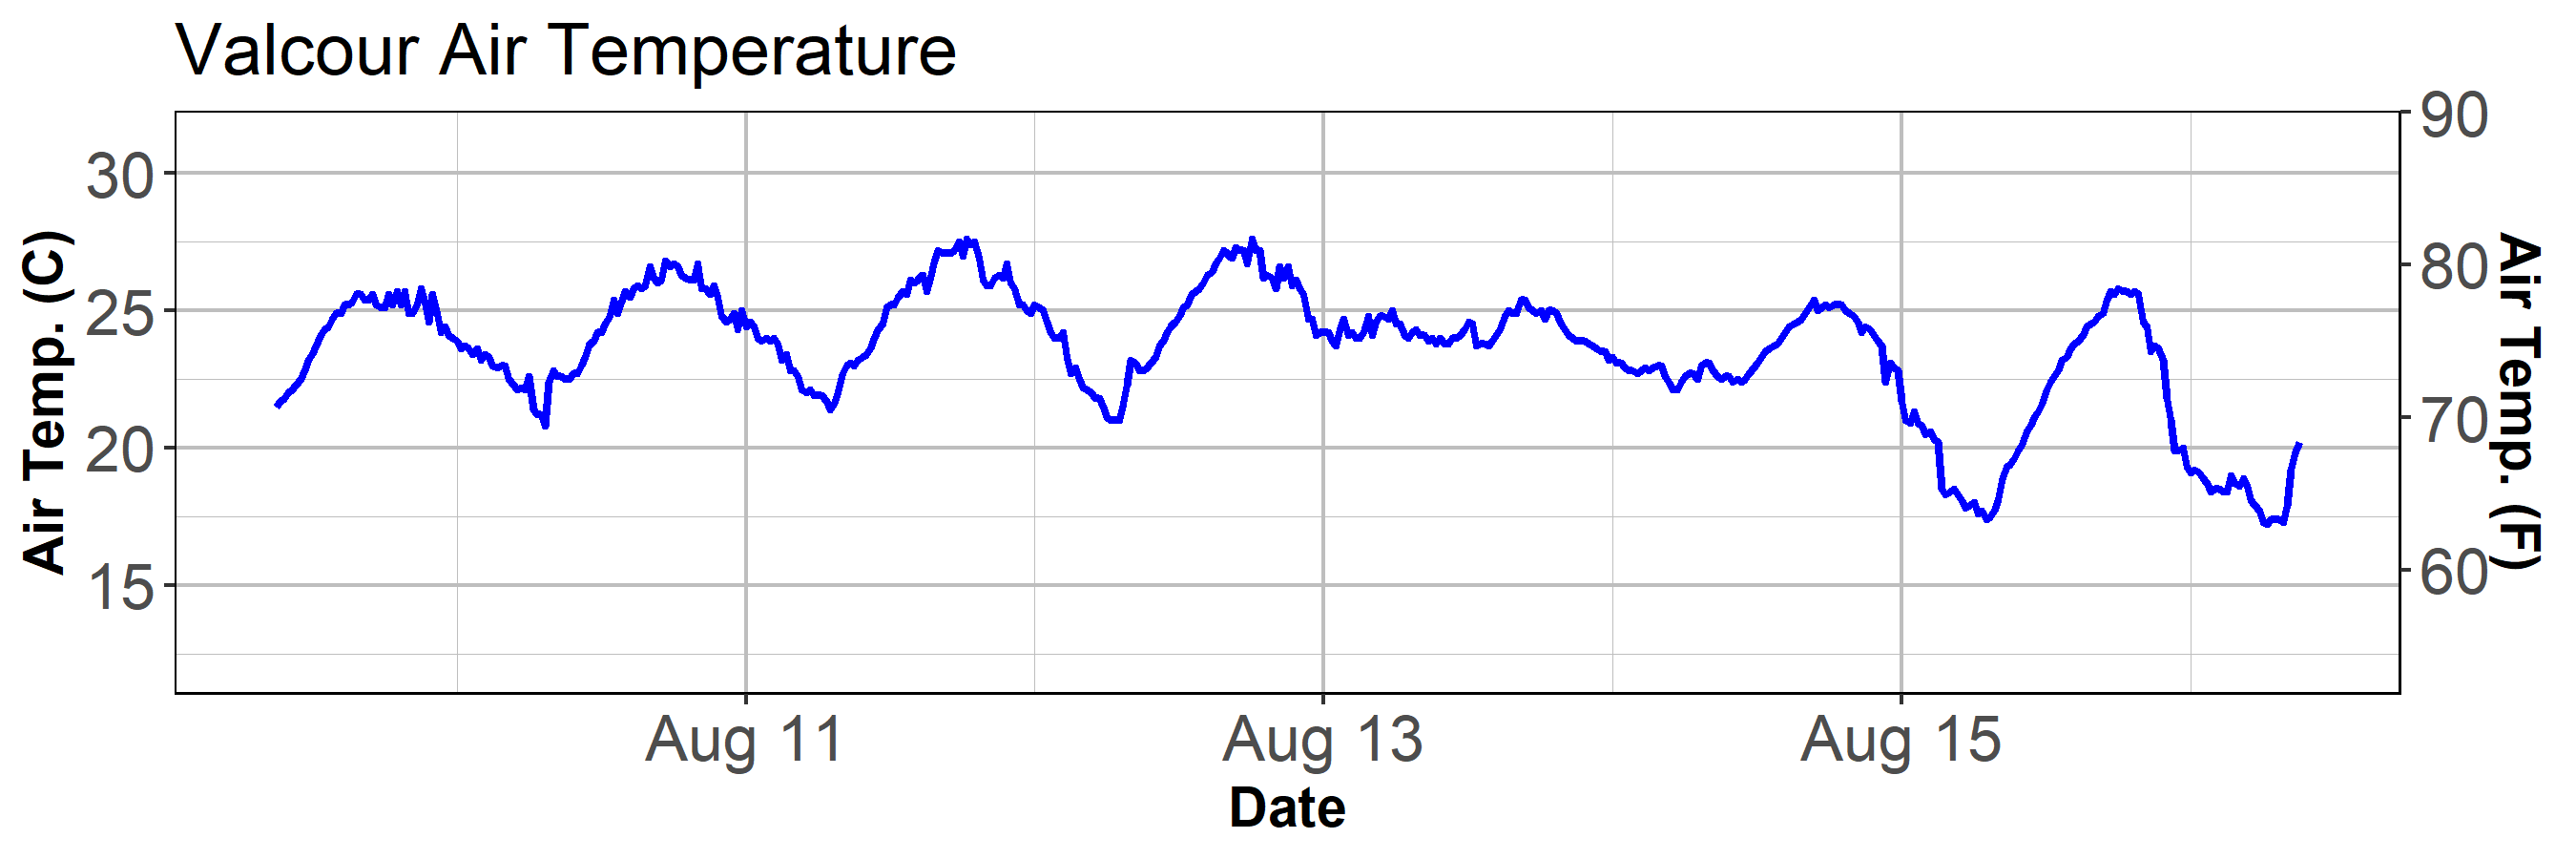 Valcour Air Temperature
Air Temp. (C)
30
25
20
15
90
80
70
60
Air Temp. (F)
Aug 11
Aug 13
Aug 15
Date